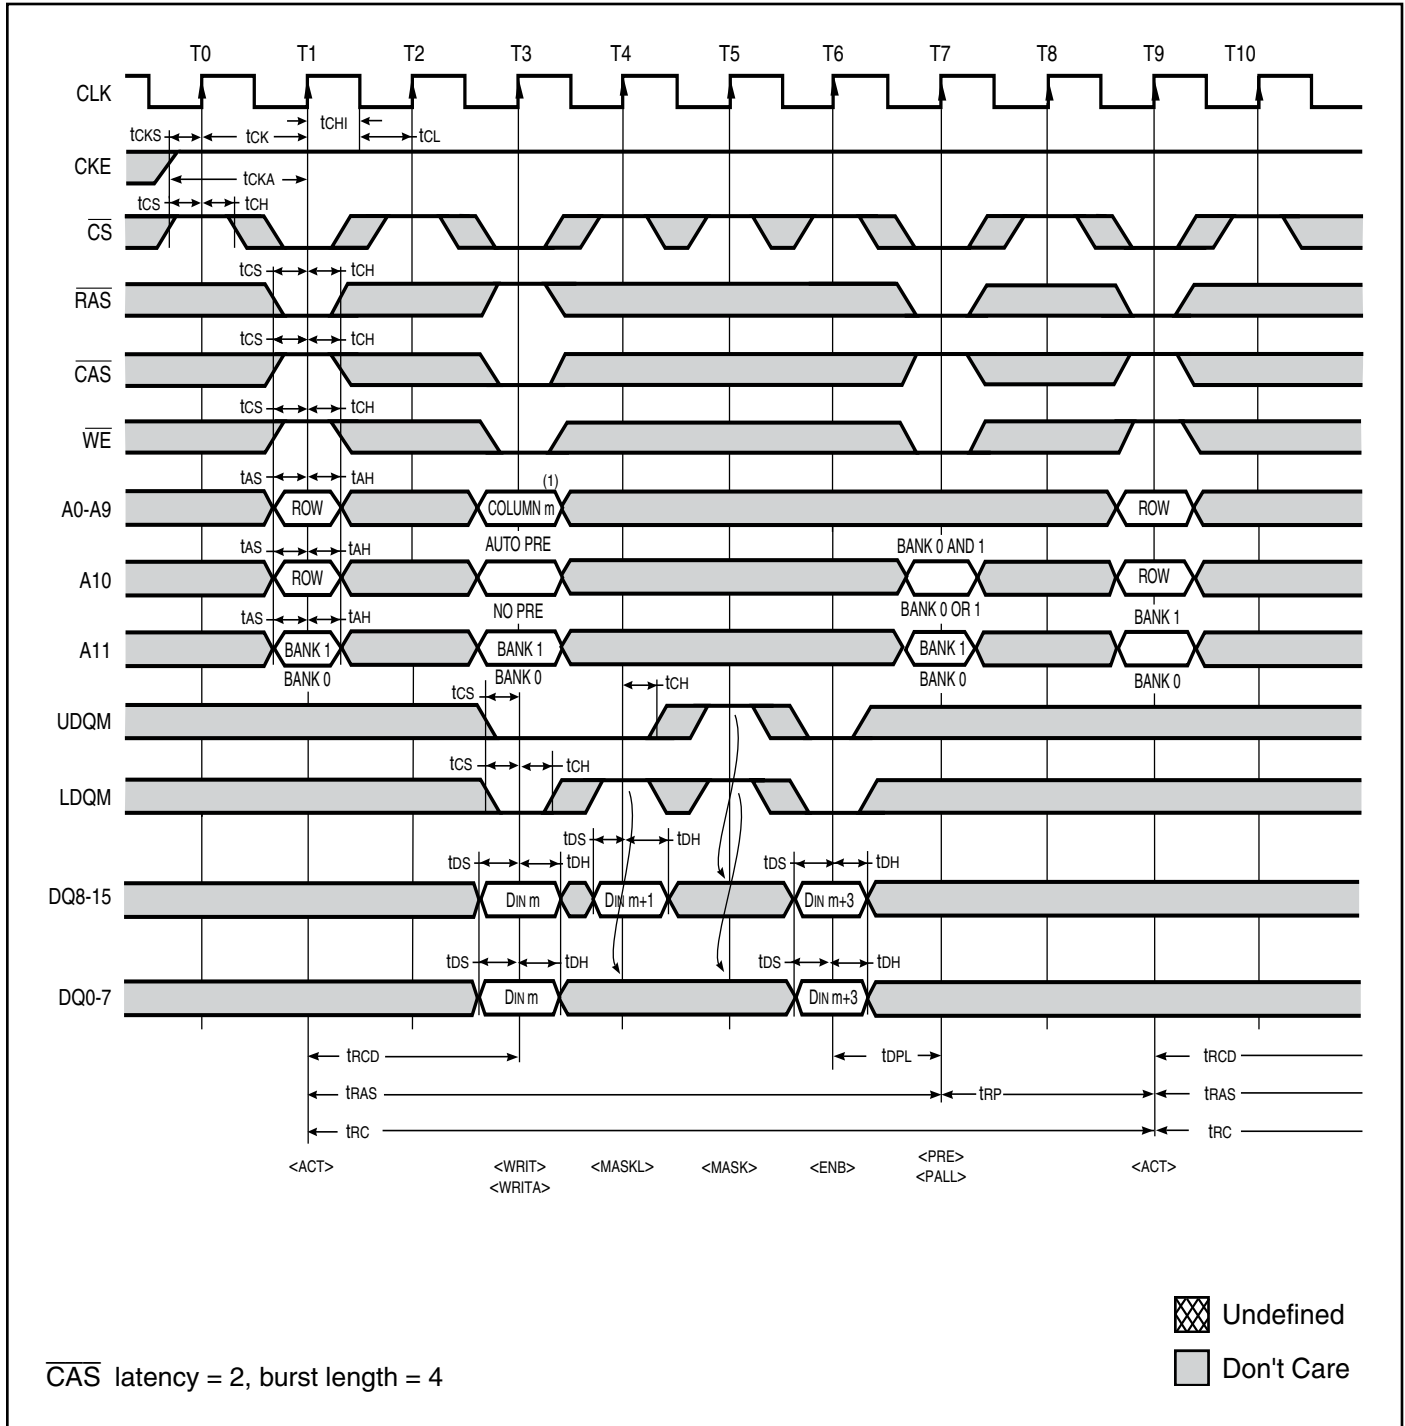 T0 T1 T2 T3 T4 T5 T6 T7 T8 T9 T10
CLK
tCHI
tCKS tCK tCL
CKE
tCKA
tCS tCH
CS
tCS tCH
RAS
tCS tCH
CAS
tCS tCH
WE
tAS tAH
(1)
A0-A9 ROW COLUMN m ROW
tAS tAH AUTO PRE BANK 0 AND 1
A10 ROW ROW
tAS tAH NO PRE BANK 0 OR 1 BANK 1
A11 BANK 1 BANK 1 BANK 1
BANK 0 BANK 0 BANK 0 BANK 0
tCS tCH
UDQM
tCS tCH
LDQM
tDS tDH
tDS tDH tDS tDH
DQ8-15 DIN m DIN m+1 DIN m+3
tDS tDH tDS tDH
DQ0-7 DIN m DIN m+3
tRCD tDPL tRCD
tRAS tRP tRAS
tRC tRC
<ACT> <WRIT> <MASKL> <MASK> <ENB> <PRE> <ACT>
<WRITA> <PALL>
Undefined
Don't Care
CAS latency = 2, burst length = 4